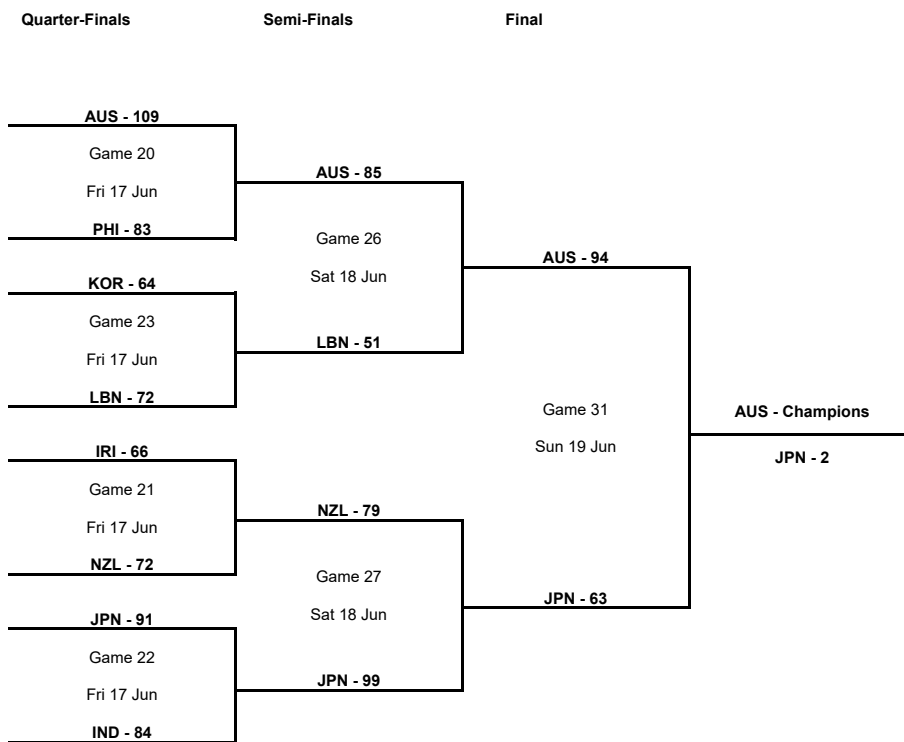 Quarter-Finals
Semi-Finals
Final
AUS - 109
Game 20
Fri 17 Jun
PHI - 83
KOR - 64
Game 23
Fri 17 Jun
LBN - 72
IRI - 66
Game 21
Fri 17 Jun
NZL - 72
JPN - 91
Game 22
Fri 17 Jun
IND - 84
AUS - 85
Game 26
Sat 18 Jun
LBN - 51
NZL - 79
Game 27
Sat 18 Jun
JPN - 99
AUS - 94
Game 31
Sun 19 Jun
JPN - 63
AUS - Champions
JPN - 2